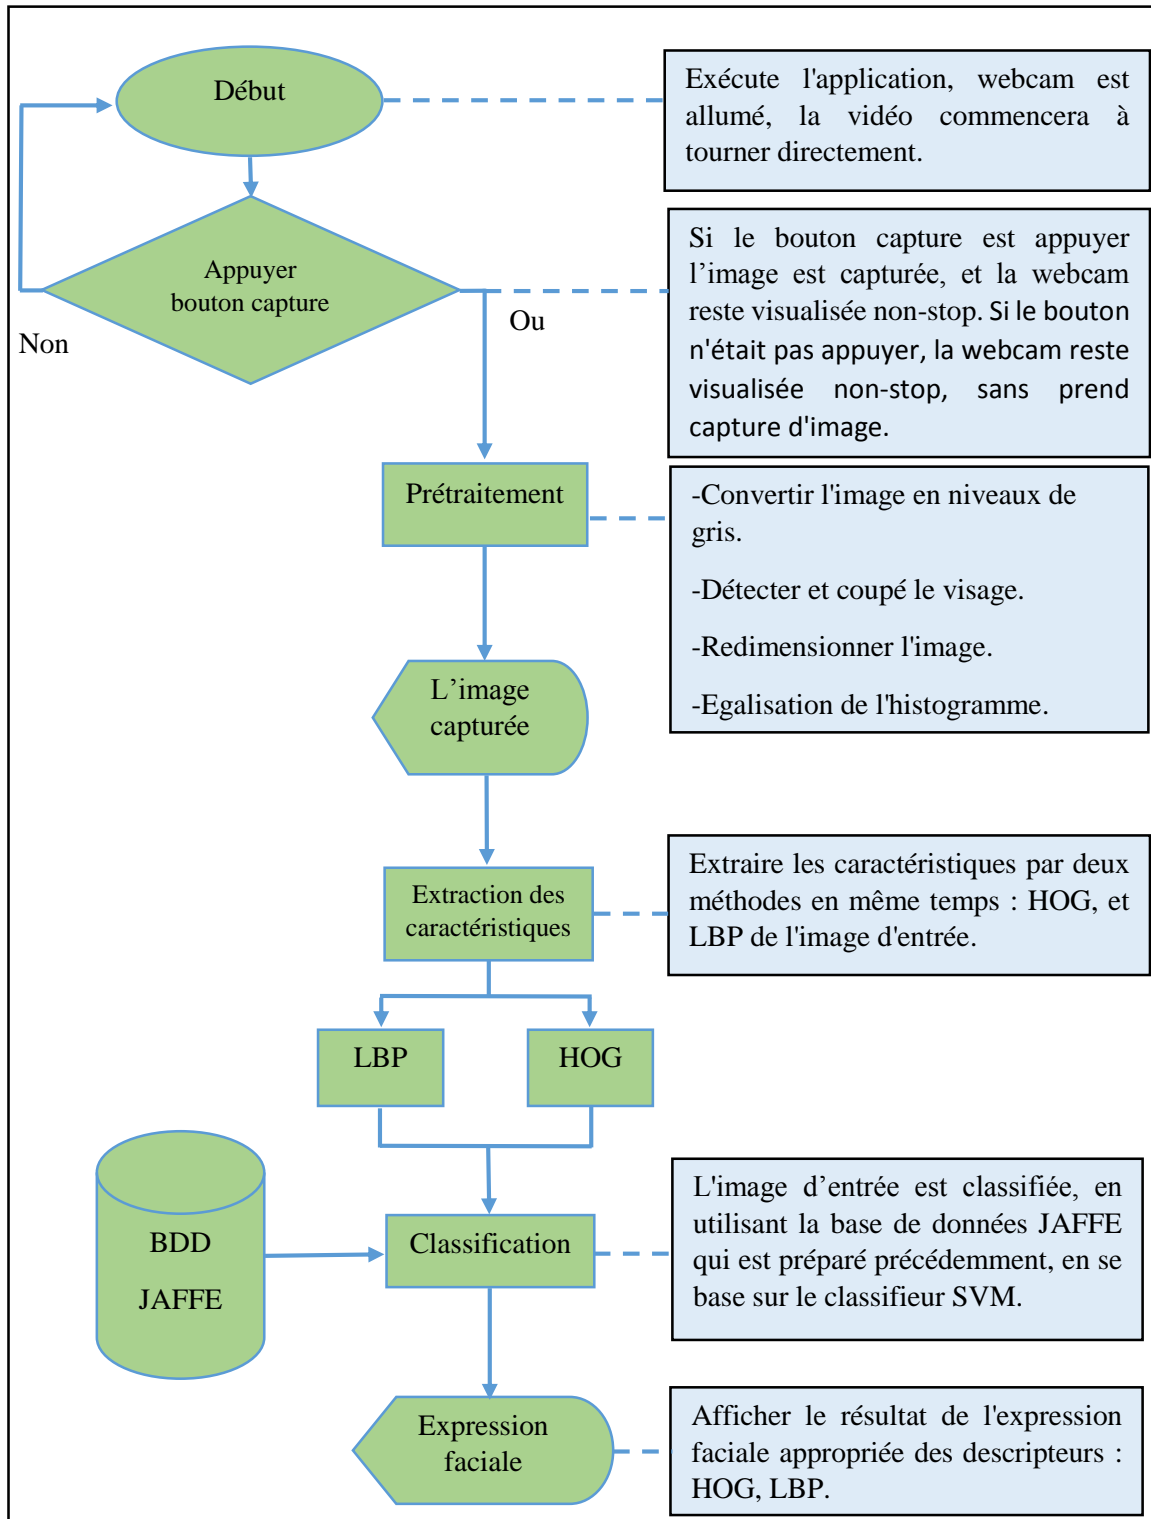 Début
Exécute l'application, webcam est
allumé, la vidéo commencera à
tourner directement.
Appuyer
bouton capture
Non
Ou
Si le bouton capture est appuyer
l’image est capturée, et la webcam
reste visualisée non-stop. Si le bouton
n'était pas appuyer, la webcam reste
visualisée non-stop, sans prend
capture d'image.
Prétraitement
-Convertir l'image en niveaux de
gris.
-Détecter et coupé le visage.
-Redimensionner l'image.
-Egalisation de l'histogramme.
L’image
capturée
Extraction des
caractéristiques
Extraire les caractéristiques par deux
méthodes en même temps : HOG, et
LBP de l'image d'entrée.
LBP
HOG
BDD
JAFFE
Classification
L'image d’entrée est classifiée, en
utilisant la base de données JAFFE
qui est préparé précédemment, en se
base sur le classifieur SVM.
Expression
faciale
Afficher le résultat de l'expression
faciale appropriée des descripteurs :
HOG, LBP.